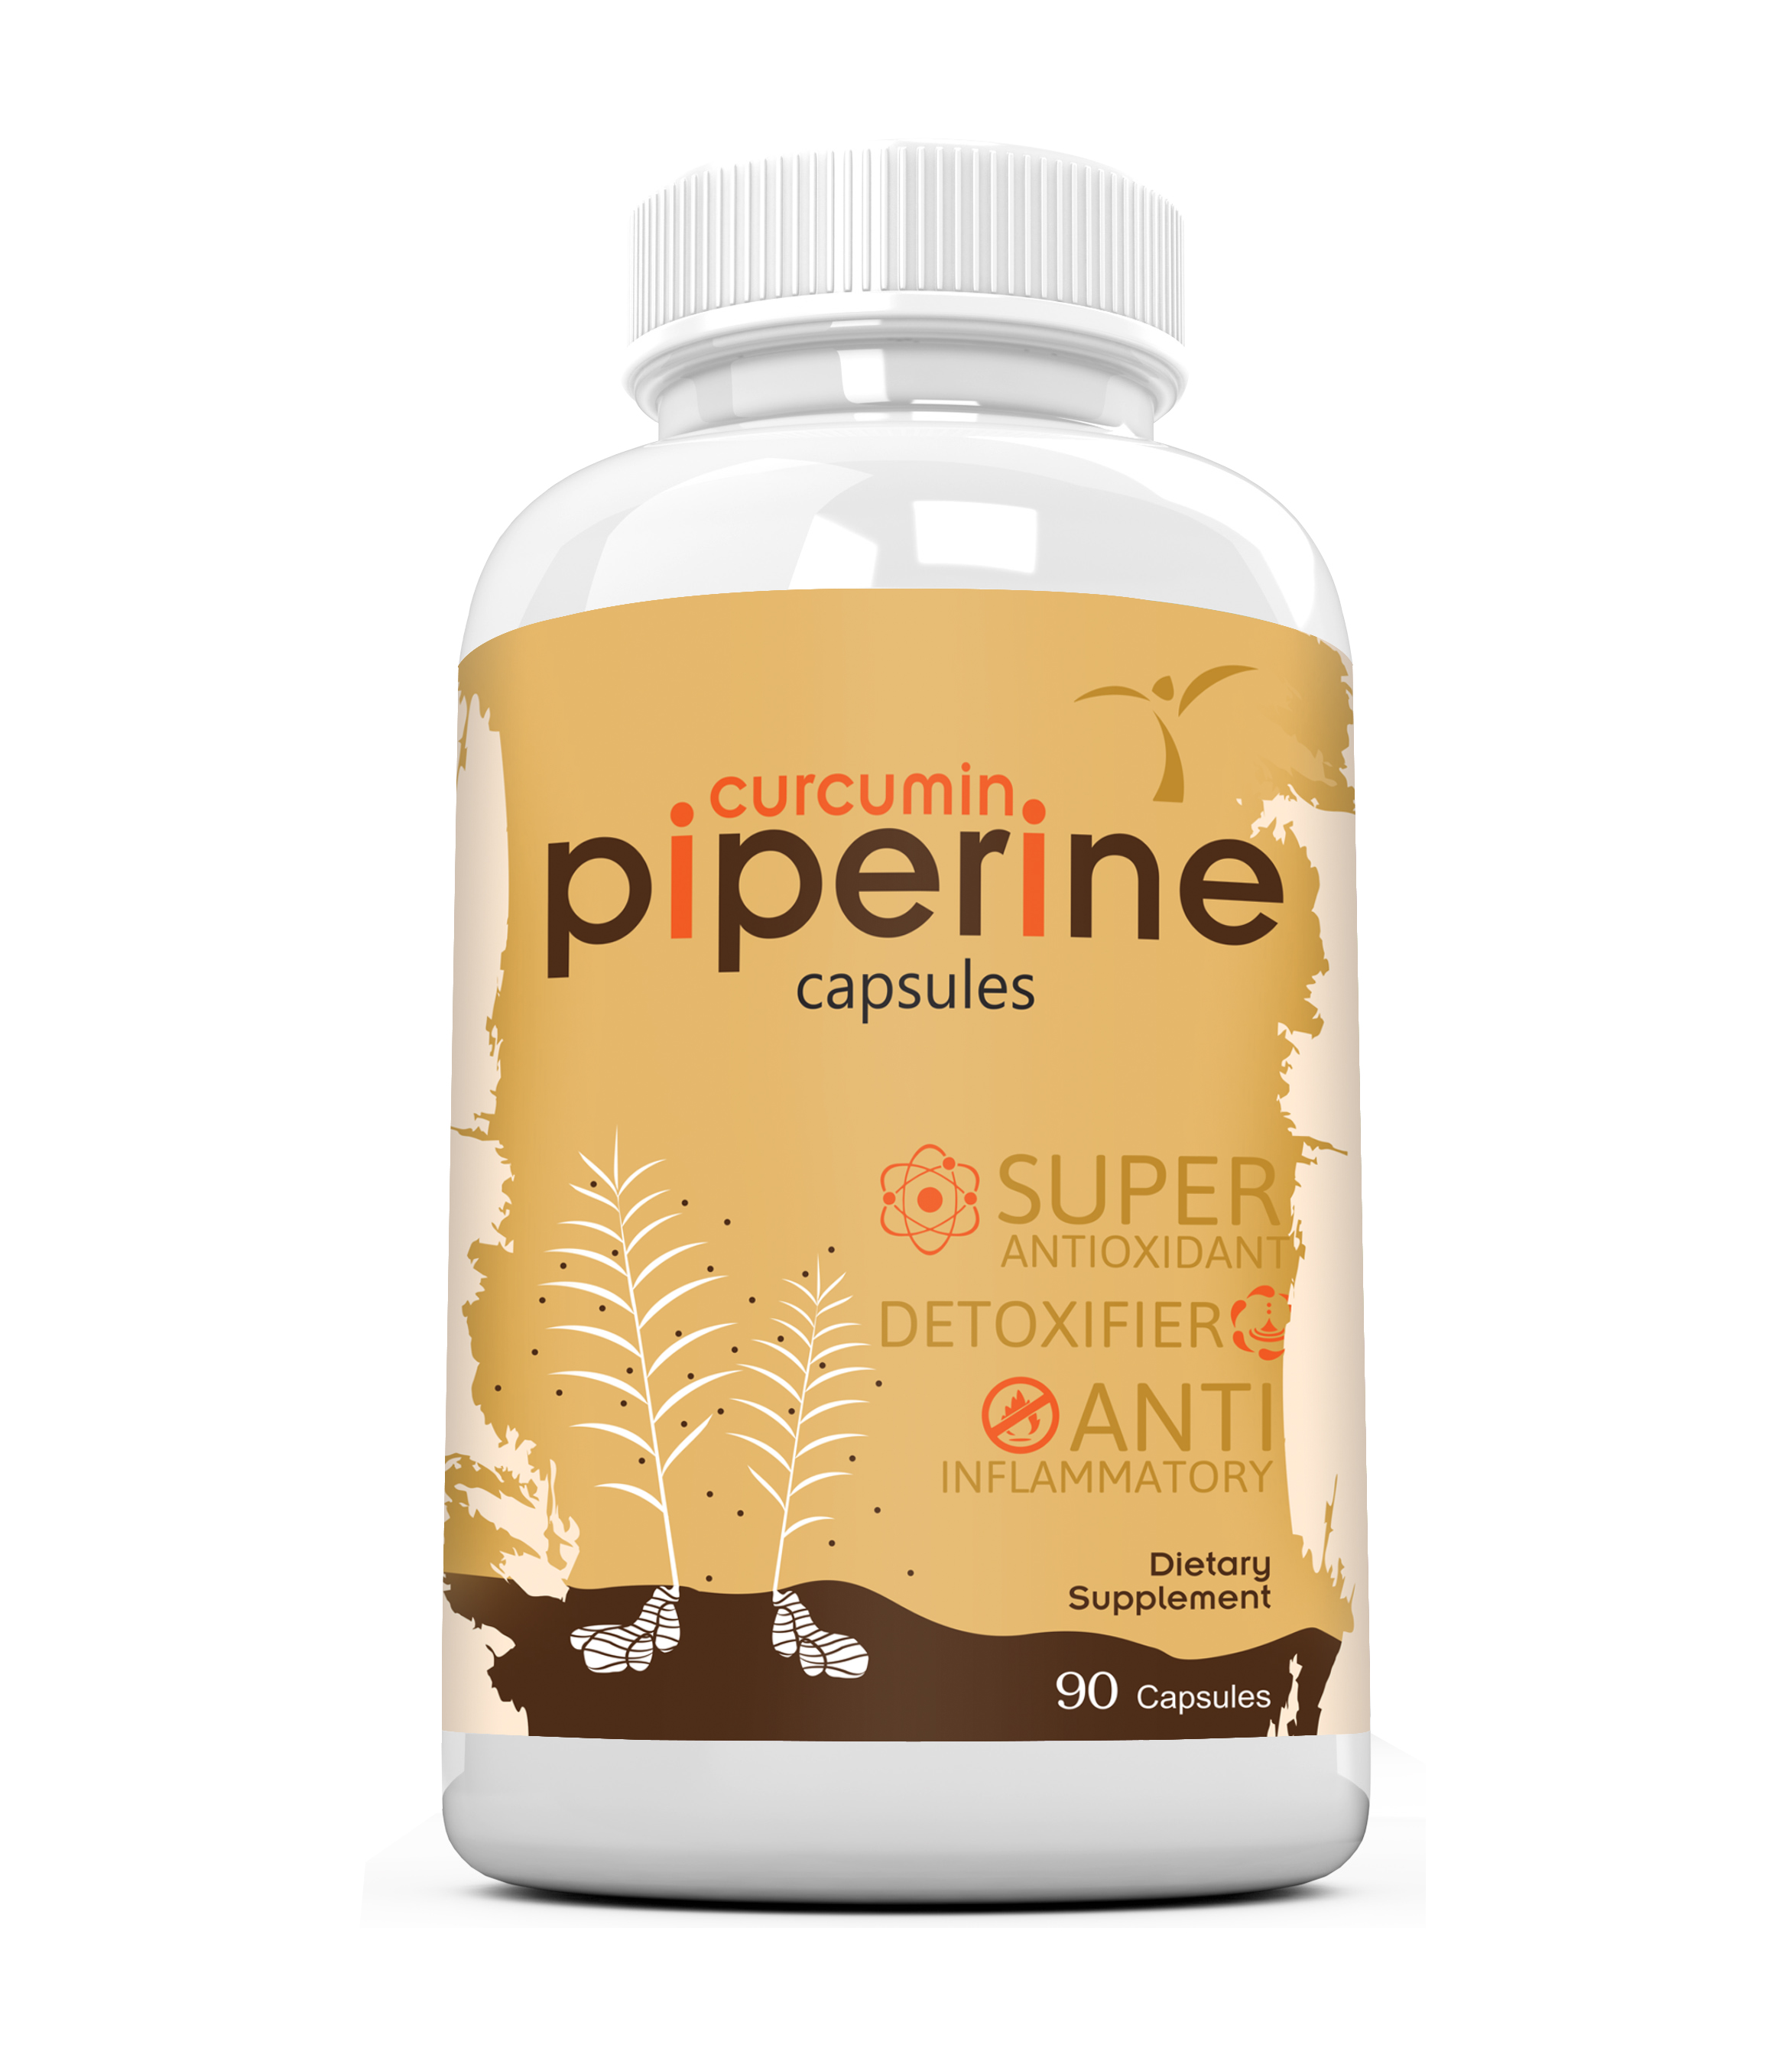 curcumin
piperine
capsules
SUPER
ANTIOXIDANT
DETOXIFIER
ANTI
INFLAMMATORY
Dietary
Supplement
90 Capsules